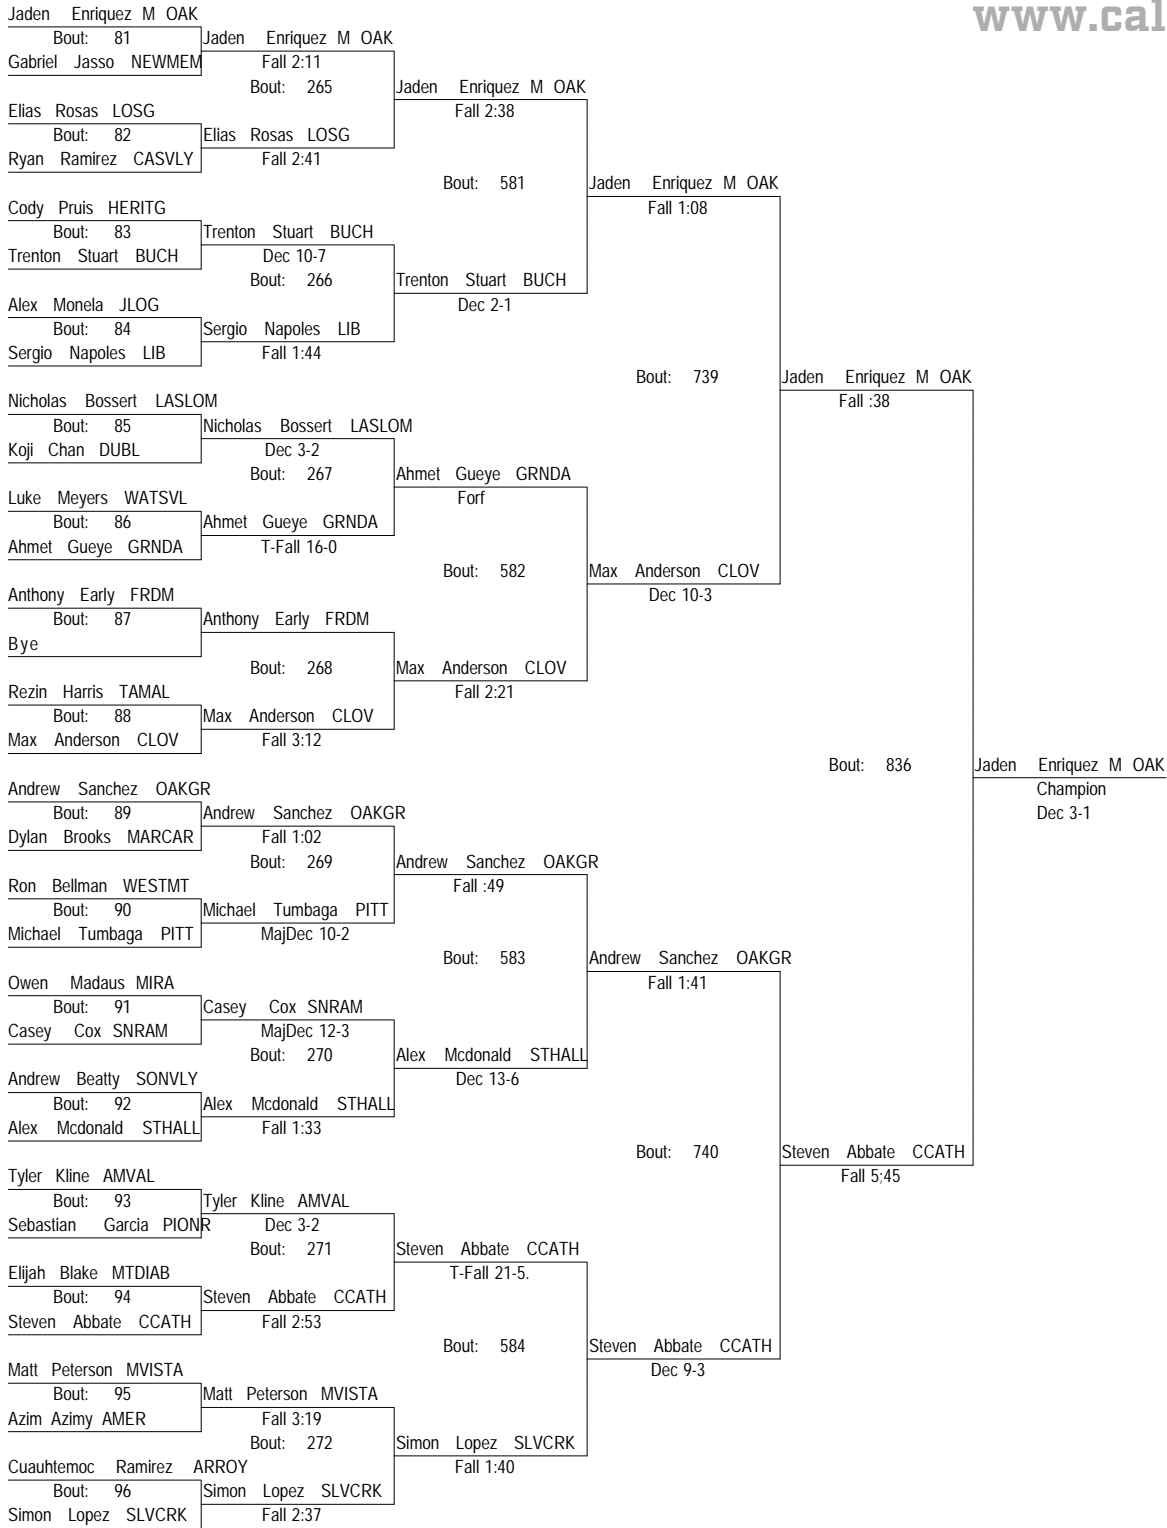 www.cal
Jaden Enriquez M OAK
Bout: 81
Gabriel Jasso NEWMEM
Elias Rosas LOSG
Bout: 82
Ryan Ramirez CASVLY
Cody Pruis HERITG
Bout: 83
Trenton Stuart BUCH
Alex Monela JLOG
Bout: 84
Sergio Napoles LIB
Nicholas Bossert LASLOM
Bout: 85
Koji Chan DUBL
Luke Meyers WATSVL
Bout: 86
Ahmet Gueye GRNDA
Anthony Early FRDM
Bout: 87
Bye
Rezin Harris TAMAL
Bout: 88
Max Anderson CLOV
Andrew Sanchez OAKGR
Bout: 89
Dylan Brooks MARCAR
Ron Bellman WESTMT
Bout: 90
Michael Tumbaga PITT
Owen Madaus MIRA
Bout: 91
Casey Cox SNRAM
Andrew Beatty SONVLY
Bout: 92
Alex Mcdonald STHALL
Tyler Kline AMVAL
Bout: 93
Sebastian Garcia PIONR
Elijah Blake MTDIAB
Bout: 94
Steven Abbate CCATH
Matt Peterson MVISTA
Bout: 95
Azim Azimy AMER
Cuauhtemoc Ramirez ARROY
Bout: 96
Simon Lopez SLVCRK
Jaden Enriquez M OAK
Fall 2:11
Bout: 265
Elias Rosas LOSG
Fall 2:41
Trenton Stuart BUCH
Dec 10-7
Bout: 266
Sergio Napoles LIB
Fall 1:44
Nicholas Bossert LASLOM
Dec 3-2
Bout: 267
Ahmet Gueye GRNDA
T-Fall 16-0
Anthony Early FRDM
Bout: 268
Max Anderson CLOV
Fall 3:12
Andrew Sanchez OAKGR
Fall 1:02
Bout: 269
Michael Tumbaga PITT
MajDec 10-2
Casey Cox SNRAM
MajDec 12-3
Bout: 270
Alex Mcdonald STHALL
Fall 1:33
Tyler Kline AMVAL
Dec 3-2
Bout: 271
Steven Abbate CCATH
Fall 2:53
Matt Peterson MVISTA
Fall 3:19
Bout: 272
Simon Lopez SLVCRK
Fall 2:37
Jaden Enriquez M OAK
Fall 2:38
Bout: 581
Trenton Stuart BUCH
Dec 2-1
Ahmet Gueye GRNDA
Forf
Bout: 582
Max Anderson CLOV
Fall 2:21
Andrew Sanchez OAKGR
Fall :49
Bout: 583
Alex Mcdonald STHALL
Dec 13-6
Steven Abbate CCATH
T-Fall 21-5.
Bout: 584
Simon Lopez SLVCRK
Fall 1:40
Jaden Enriquez M OAK
Fall 1:08
Bout: 739
Max Anderson CLOV
Dec 10-3
Andrew Sanchez OAKGR
Fall 1:41
Bout: 740
Steven Abbate CCATH
Dec 9-3
Jaden Enriquez M OAK
Fall :38
Bout: 836
Steven Abbate CCATH
Fall 5;45
Jaden Enriquez M OAK
Champion
Dec 3-1